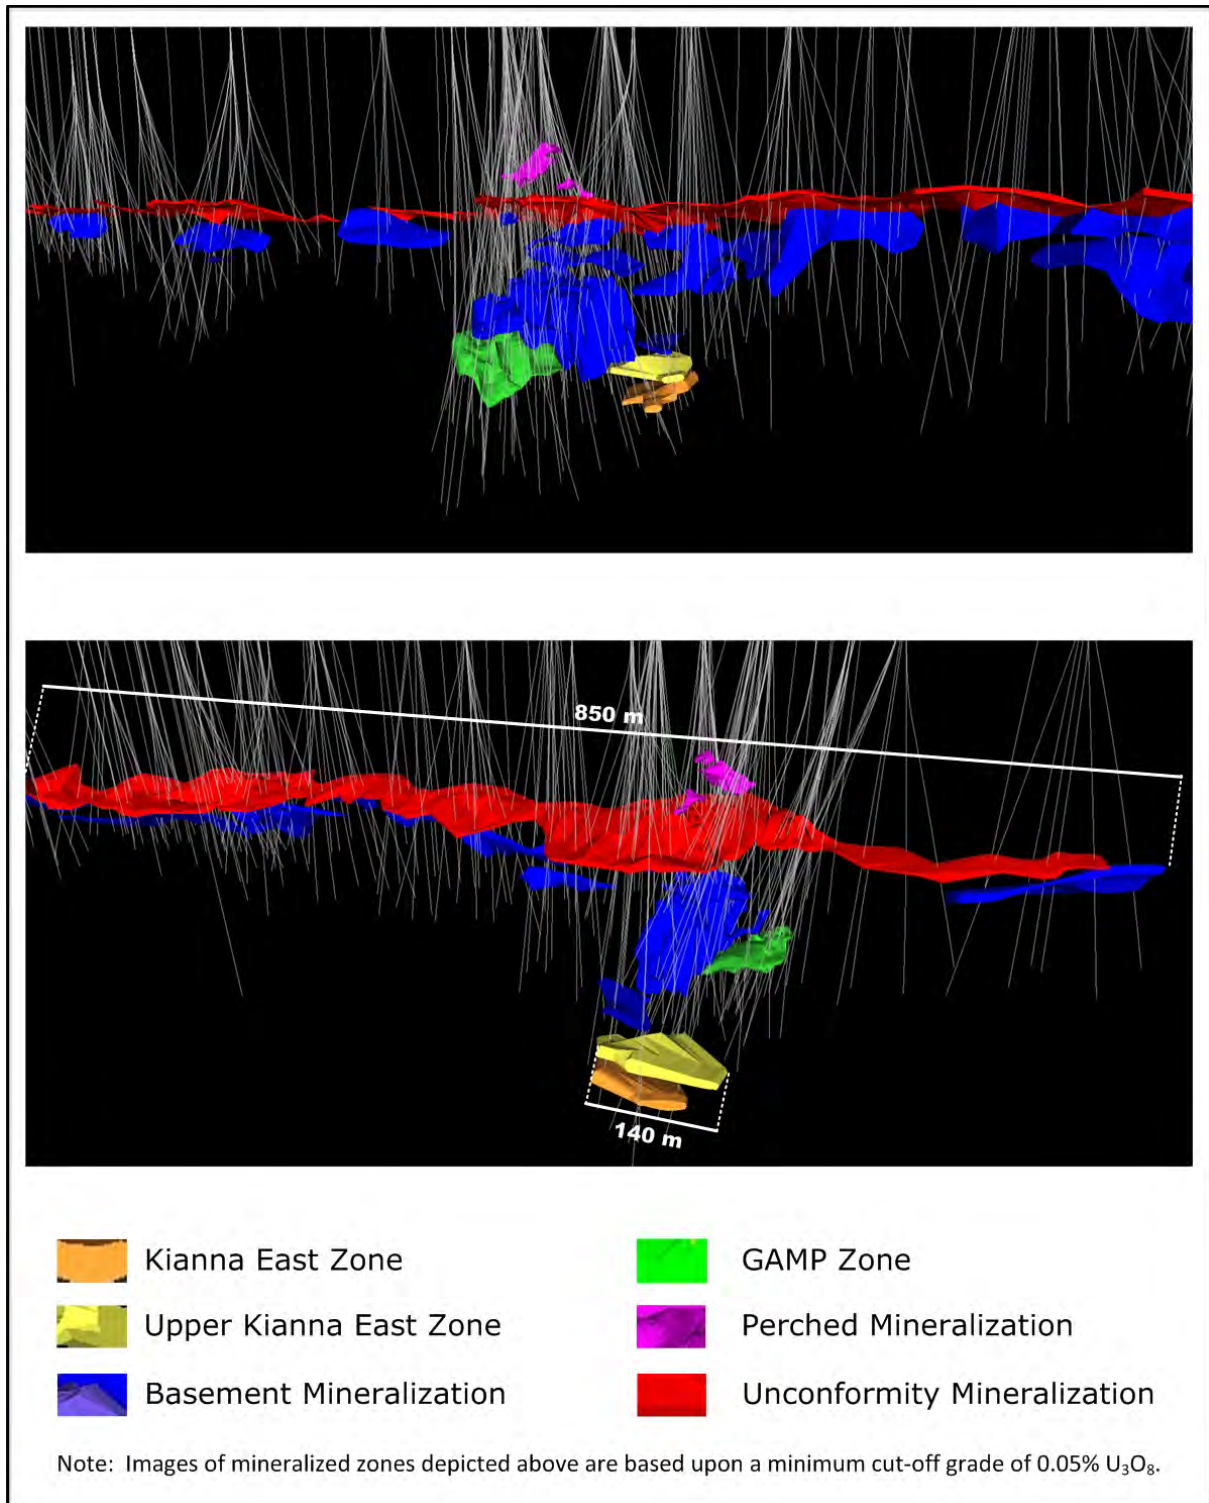 850 m
140 m
Kianna East Zone
GAMP Zone
Upper Kianna East Zone
Perched Mineralization
Basement Mineralization
Unconformity Mineralization
Note: Images of mineralized zones depicted above are based upon a minimum cut-off grade of 0.05% U₃O₈.